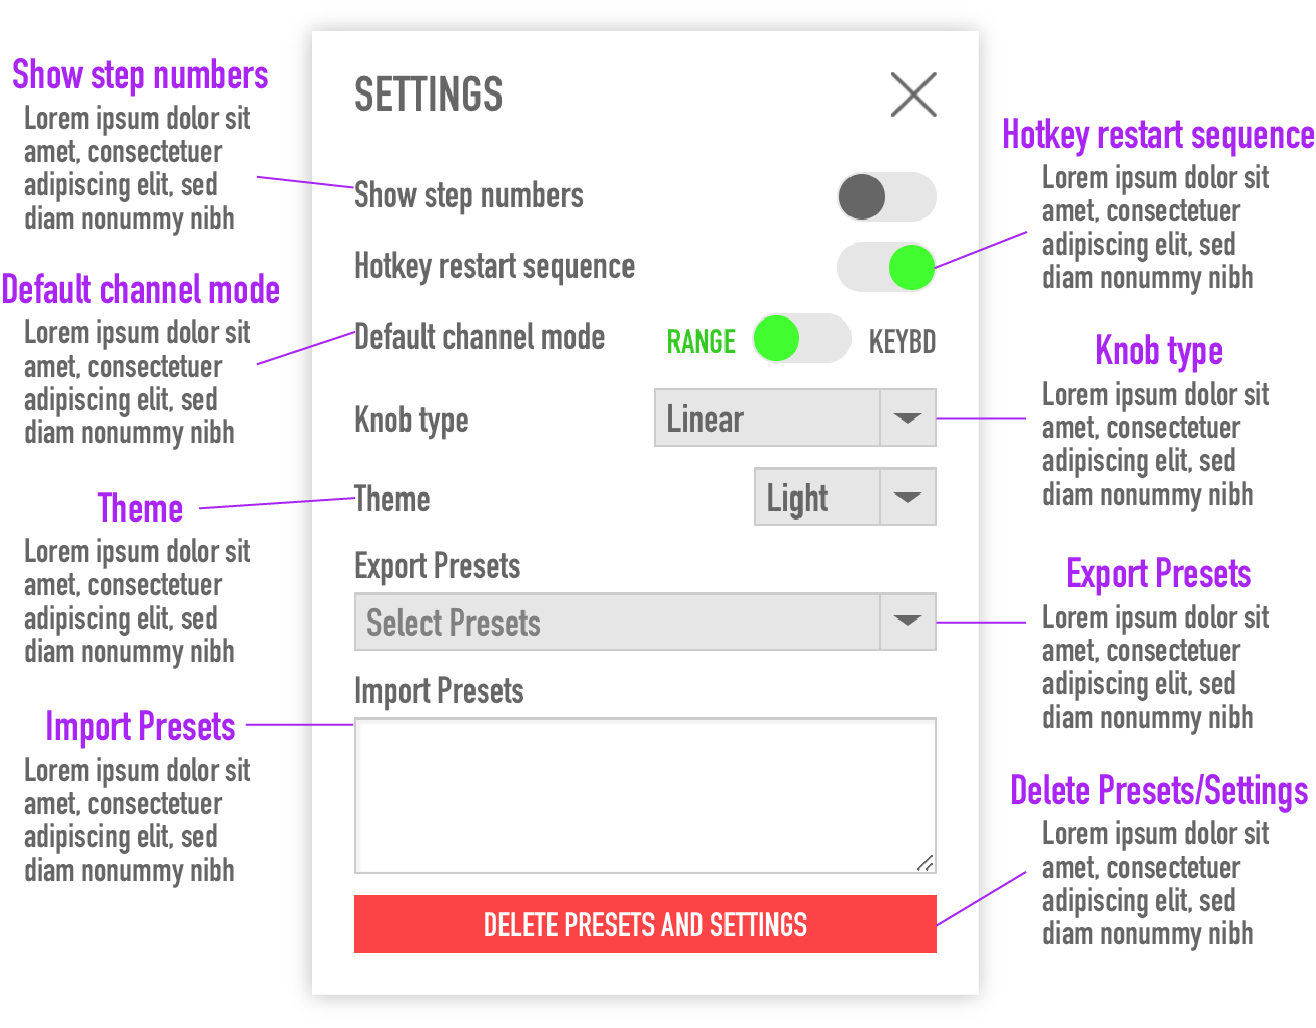 Show step numbers
Lorem ipsum dolor sit
amet, consectetuer
adipiscing elit, sed
diam nonummy nibh
Default channel mode
Lorem ipsum dolor sit
amet, consectetuer
adipiscing elit, sed
diam nonummy nibh
Theme
Lorem ipsum dolor sit
amet, consectetuer
adipiscing elit, sed
diam nonummy nibh
Import Presets
Lorem ipsum dolor sit
amet, consectetuer
adipiscing elit, sed
diam nonummy nibh
SETTINGS
Show step numbers
Hotkey restart sequence
Default channel mode RANGE KEYBD
Knob type Linear
Theme Light
Export Presets
Select Presets
Import Presets
DELETE PRESETS AND SETTINGS
Hotkey restart sequence
Lorem ipsum dolor sit
amet, consectetuer
adipiscing elit, sed
diam nonummy nibh
Knob type
Lorem ipsum dolor sit
amet, consectetuer
adipiscing elit, sed
diam nonummy nibh
Export Presets
Lorem ipsum dolor sit
amet, consectetuer
adipiscing elit, sed
diam nonummy nibh
Delete Presets/Settings
Lorem ipsum dolor sit
amet, consectetuer
adipiscing elit, sed
diam nonummy nibh